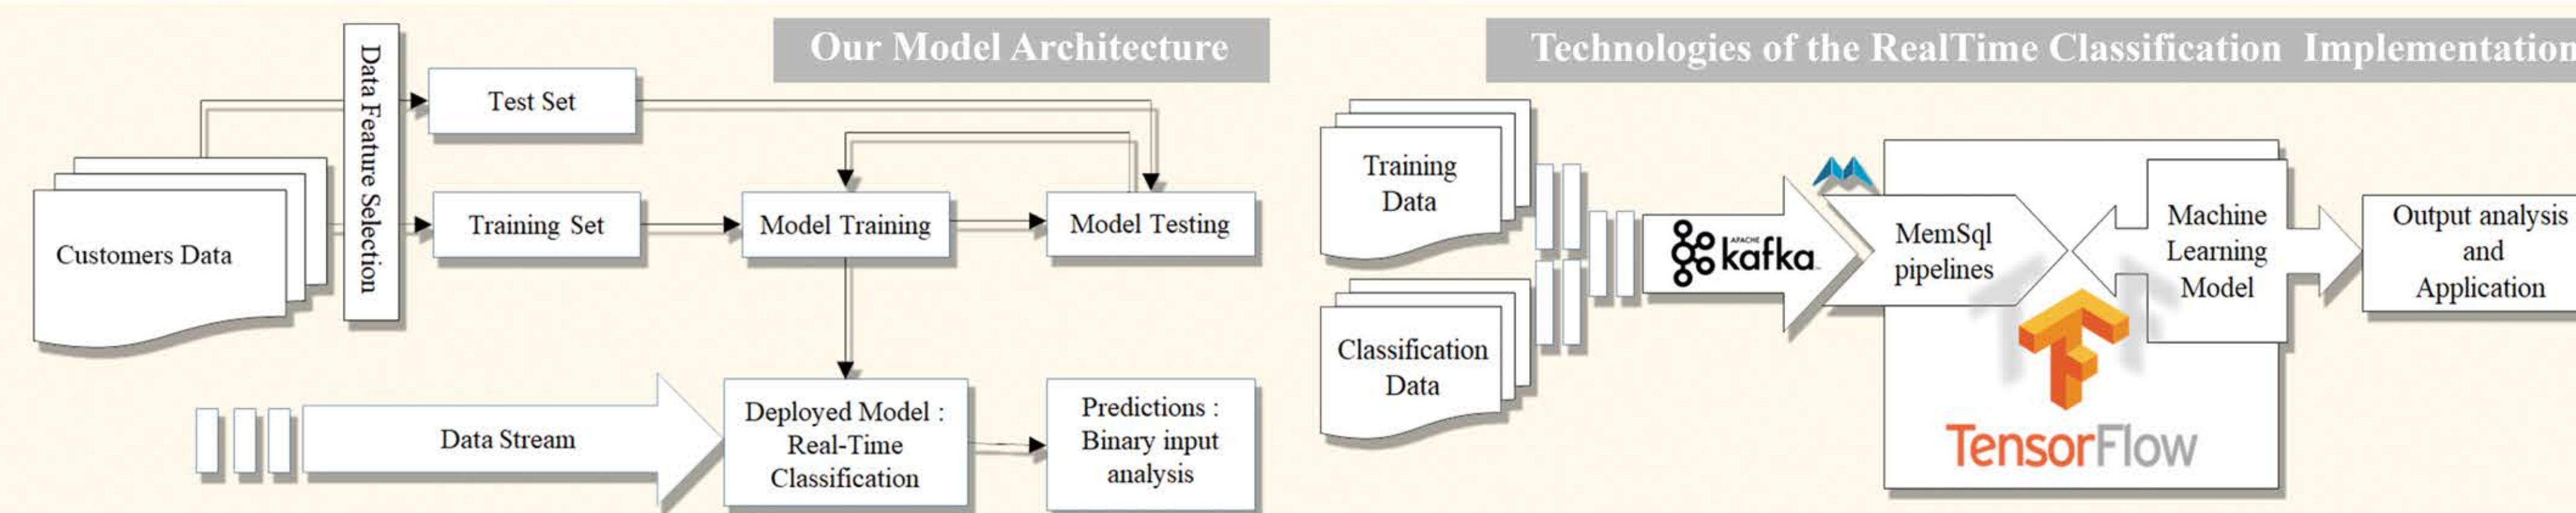 Our Model Architecture
Data Feature Selection
Test Set
Customers Data
Training Set
Model Training
Model Testing
Data Stream
Deployed Model :
Real-Time
Classification
Predictions :
Binary input
analysis
Technologies of the RealTime Classification Implementation
Training
Data
Classification
Data
APACHE
kafka
MemSql
pipelines
Machine
Learning
Model
TensorFlow
Output analysis
and
Application